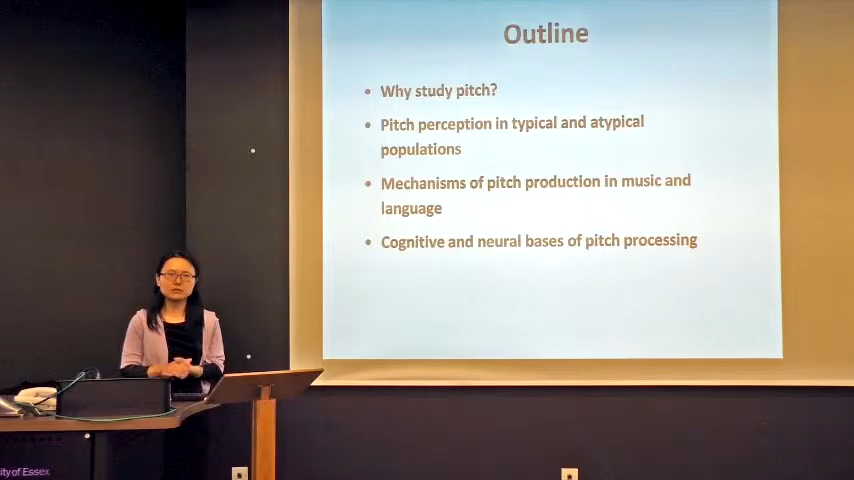 Outline
• Why study pitch?
• Pitch perception in typical and atypical
populations
• Mechanisms of pitch production in music and
language
• Cognitive and neural bases of pitch processing
ity of Essex